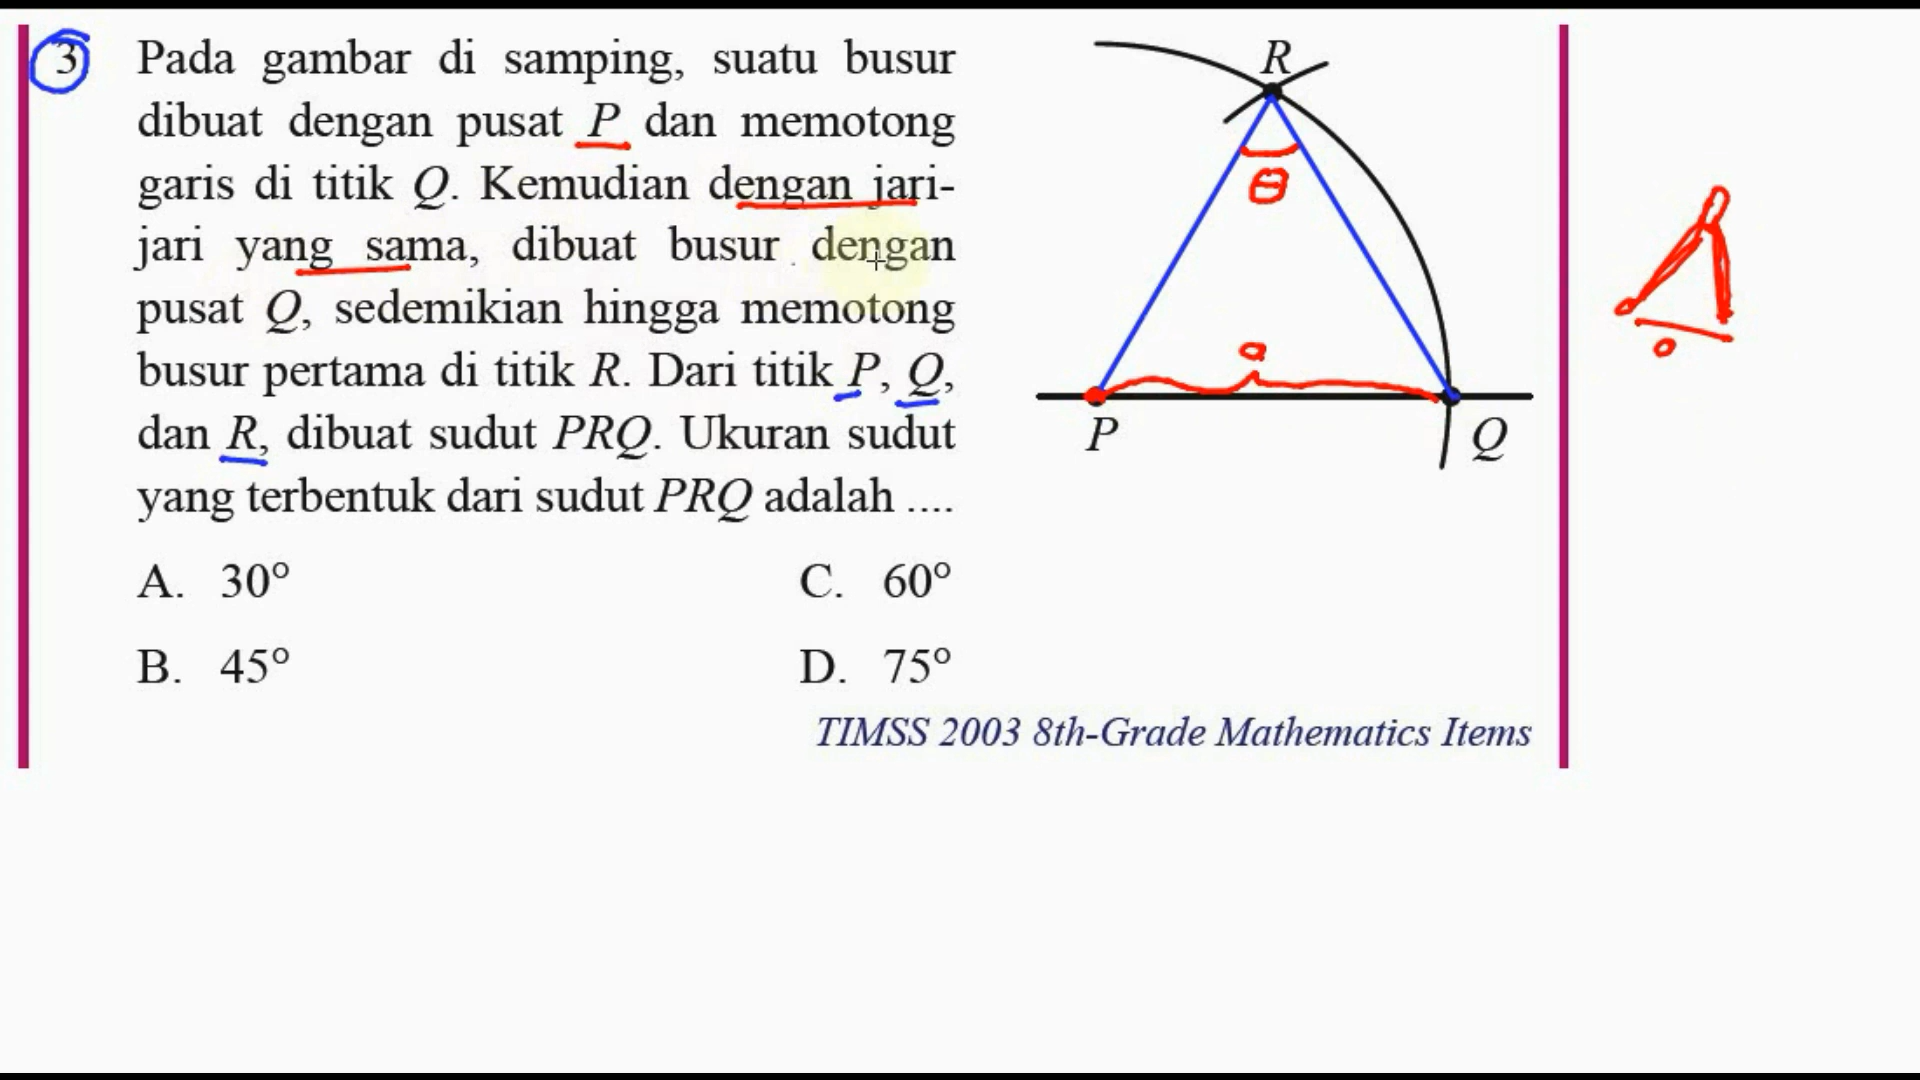 3
Pada gambar di samping, suatu busur
dibuat dengan pusat P dan memotong
garis di titik Q. Kemudian dengan jari-
jari yang sama, dibuat busur dengan
pusat Q, sedemikian hingga memotong
busur pertama di titik R. Dari titik P, Q,
dan R, dibuat sudut PRQ. Ukuran sudut
yang terbentuk dari sudut PRQ adalah ....
A. 30°
C. 60°
B. 45°
D. 75°
R
θ
a
P
Q
TIMSS 2003 8th-Grade Mathematics Items